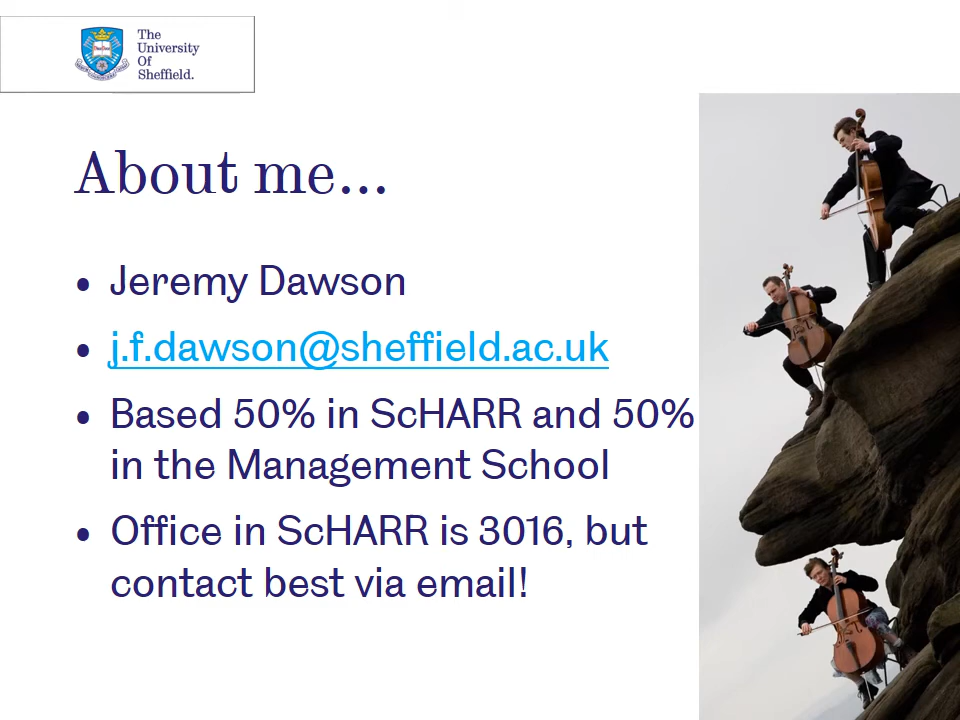 The
University
Of
Sheffield.
About me...
• Jeremy Dawson
• j.f.dawson@sheffield.ac.uk
• Based 50% in ScHARR and 50%
in the Management School
• Office in ScHARR is 3016, but
contact best via email!